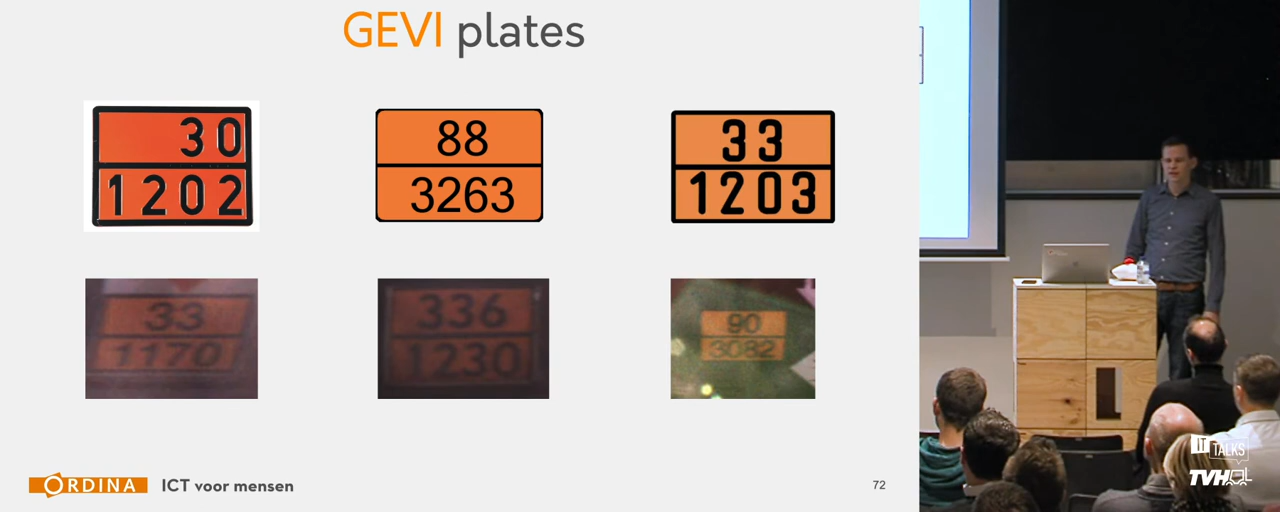 GEVI plates
30
1202
88
3263
33
1203
33
1170
336
1230
90
3082
ORDINA
ICT voor mensen
72
IT TALKS
TVH